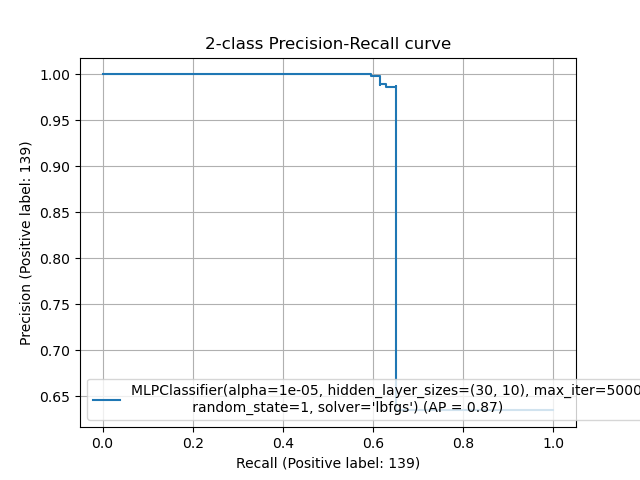 2-class Precision-Recall curve
1.00
0.95
0.90
0.85
0.80
0.75
0.70
0.65
Precision (Positive label: 139)
MLPClassifier(alpha=1e-05, hidden_layer_sizes=(30, 10), max_iter=5000
random_state=1, solver='lbfgs') (AP = 0.87)
0.0 0.2 0.4 0.6 0.8 1.0
Recall (Positive label: 139)